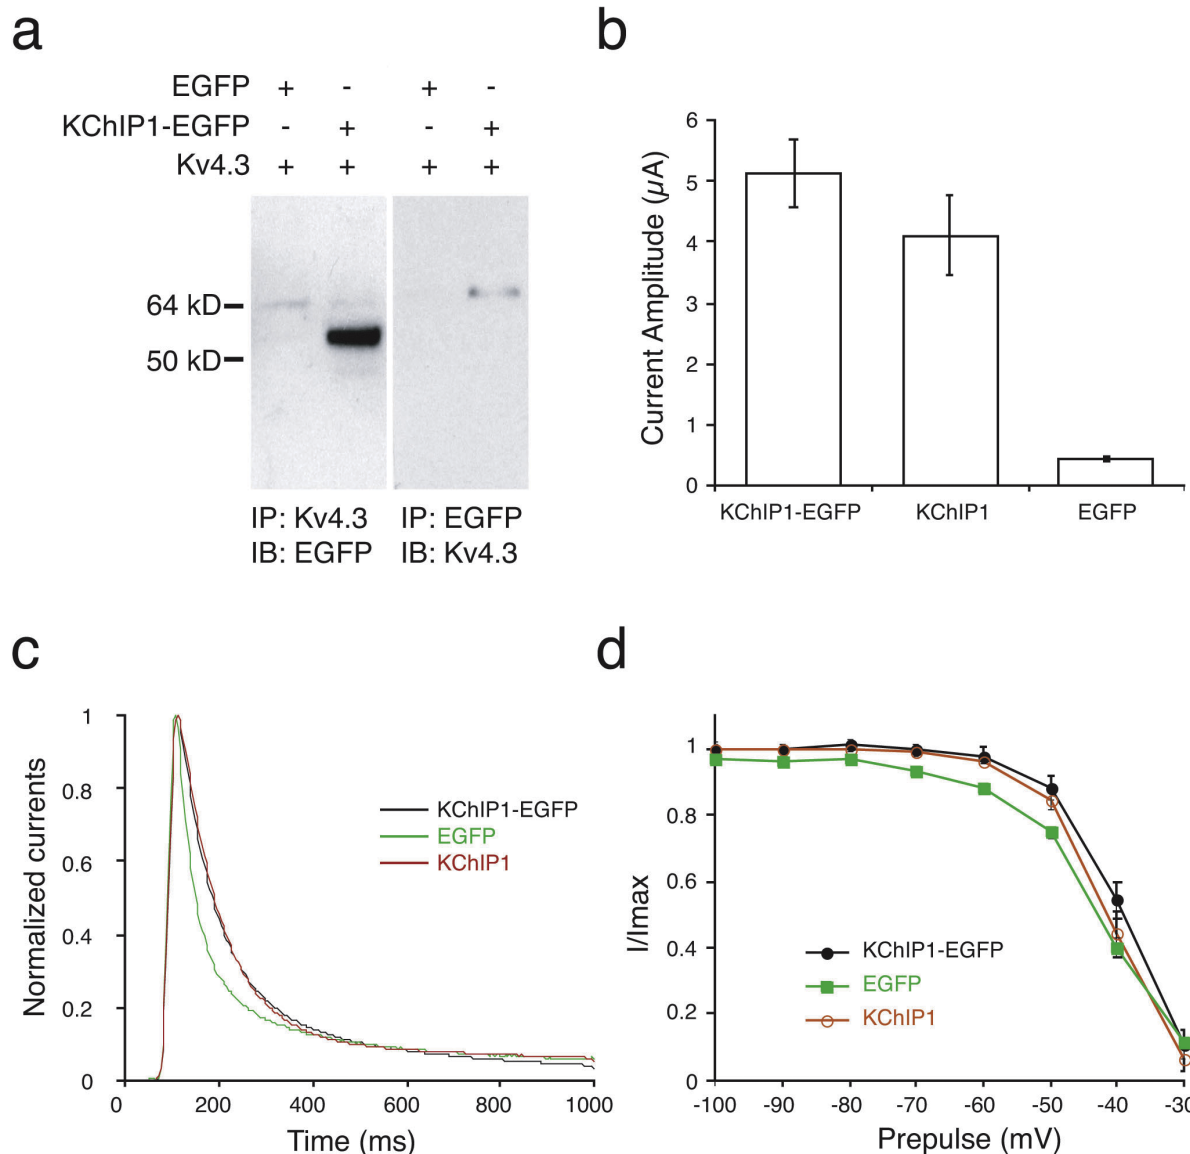 a
EGFP + - + -
KChIP1-EGFP - + - +
Kv4.3 + + + +
64 kD
50 kD
IP: Kv4.3 IP: EGFP
IB: EGFP IB: Kv4.3
b
Current Amplitude (µA)
6
5
4
3
2
1
0
KChIP1-EGFP KChIP1 EGFP
c
Normalized currents
1
0.8
0.6
0.4
0.2
0
KChIP1-EGFP
EGFP
KChIP1
0 200 400 600 800 1000
Time (ms)
d
I/Imax
1
0.8
0.6
0.4
0.2
0
KChIP1-EGFP
EGFP
KChIP1
-100 -90 -80 -70 -60 -50 -40 -30
Prepulse (mV)